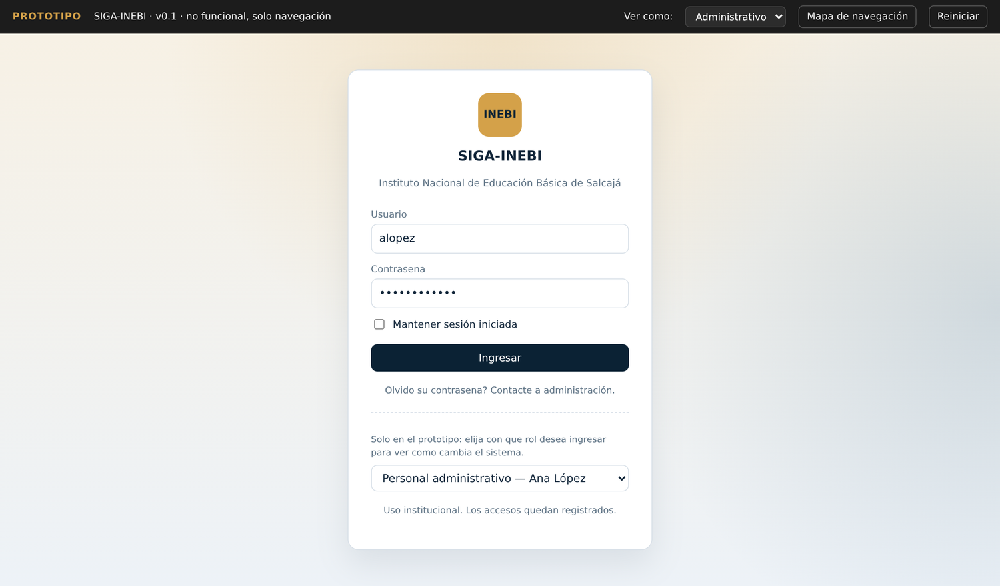 PROTOTIPO SIGA-INEBI · v0.1 · no funcional, solo navegación Ver como: Administrativo Mapa de navegación Reiniciar
INEBI
SIGA-INEBI
Instituto Nacional de Educación Básica de Salcajá
Usuario
alopez
Contrasena
••••••••••••
Mantener sesión iniciada
Ingresar
Olvido su contrasena? Contacte a administración.
Solo en el prototipo: elija con que rol desea ingresar
para ver como cambia el sistema.
Personal administrativo — Ana López
Uso institucional. Los accesos quedan registrados.